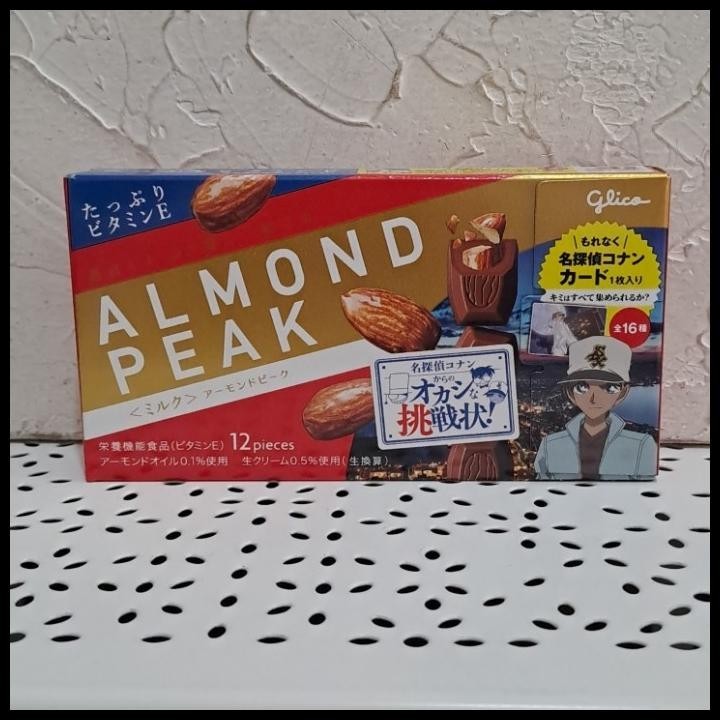 たっぷり
ビタミンE
ALMOND
PEAK
〈ミルク〉 アーモンドピーク
栄養機能食品(ビタミンE) 12pieces
アーモンドオイル0.1%使用 生クリーム0.5%使用(生換算)
glico
もれなく
名探偵コナン
カード1枚入り
キミはすべて集められるか?
全16種
名探偵コナン
からの
オカシな
挑戦状!